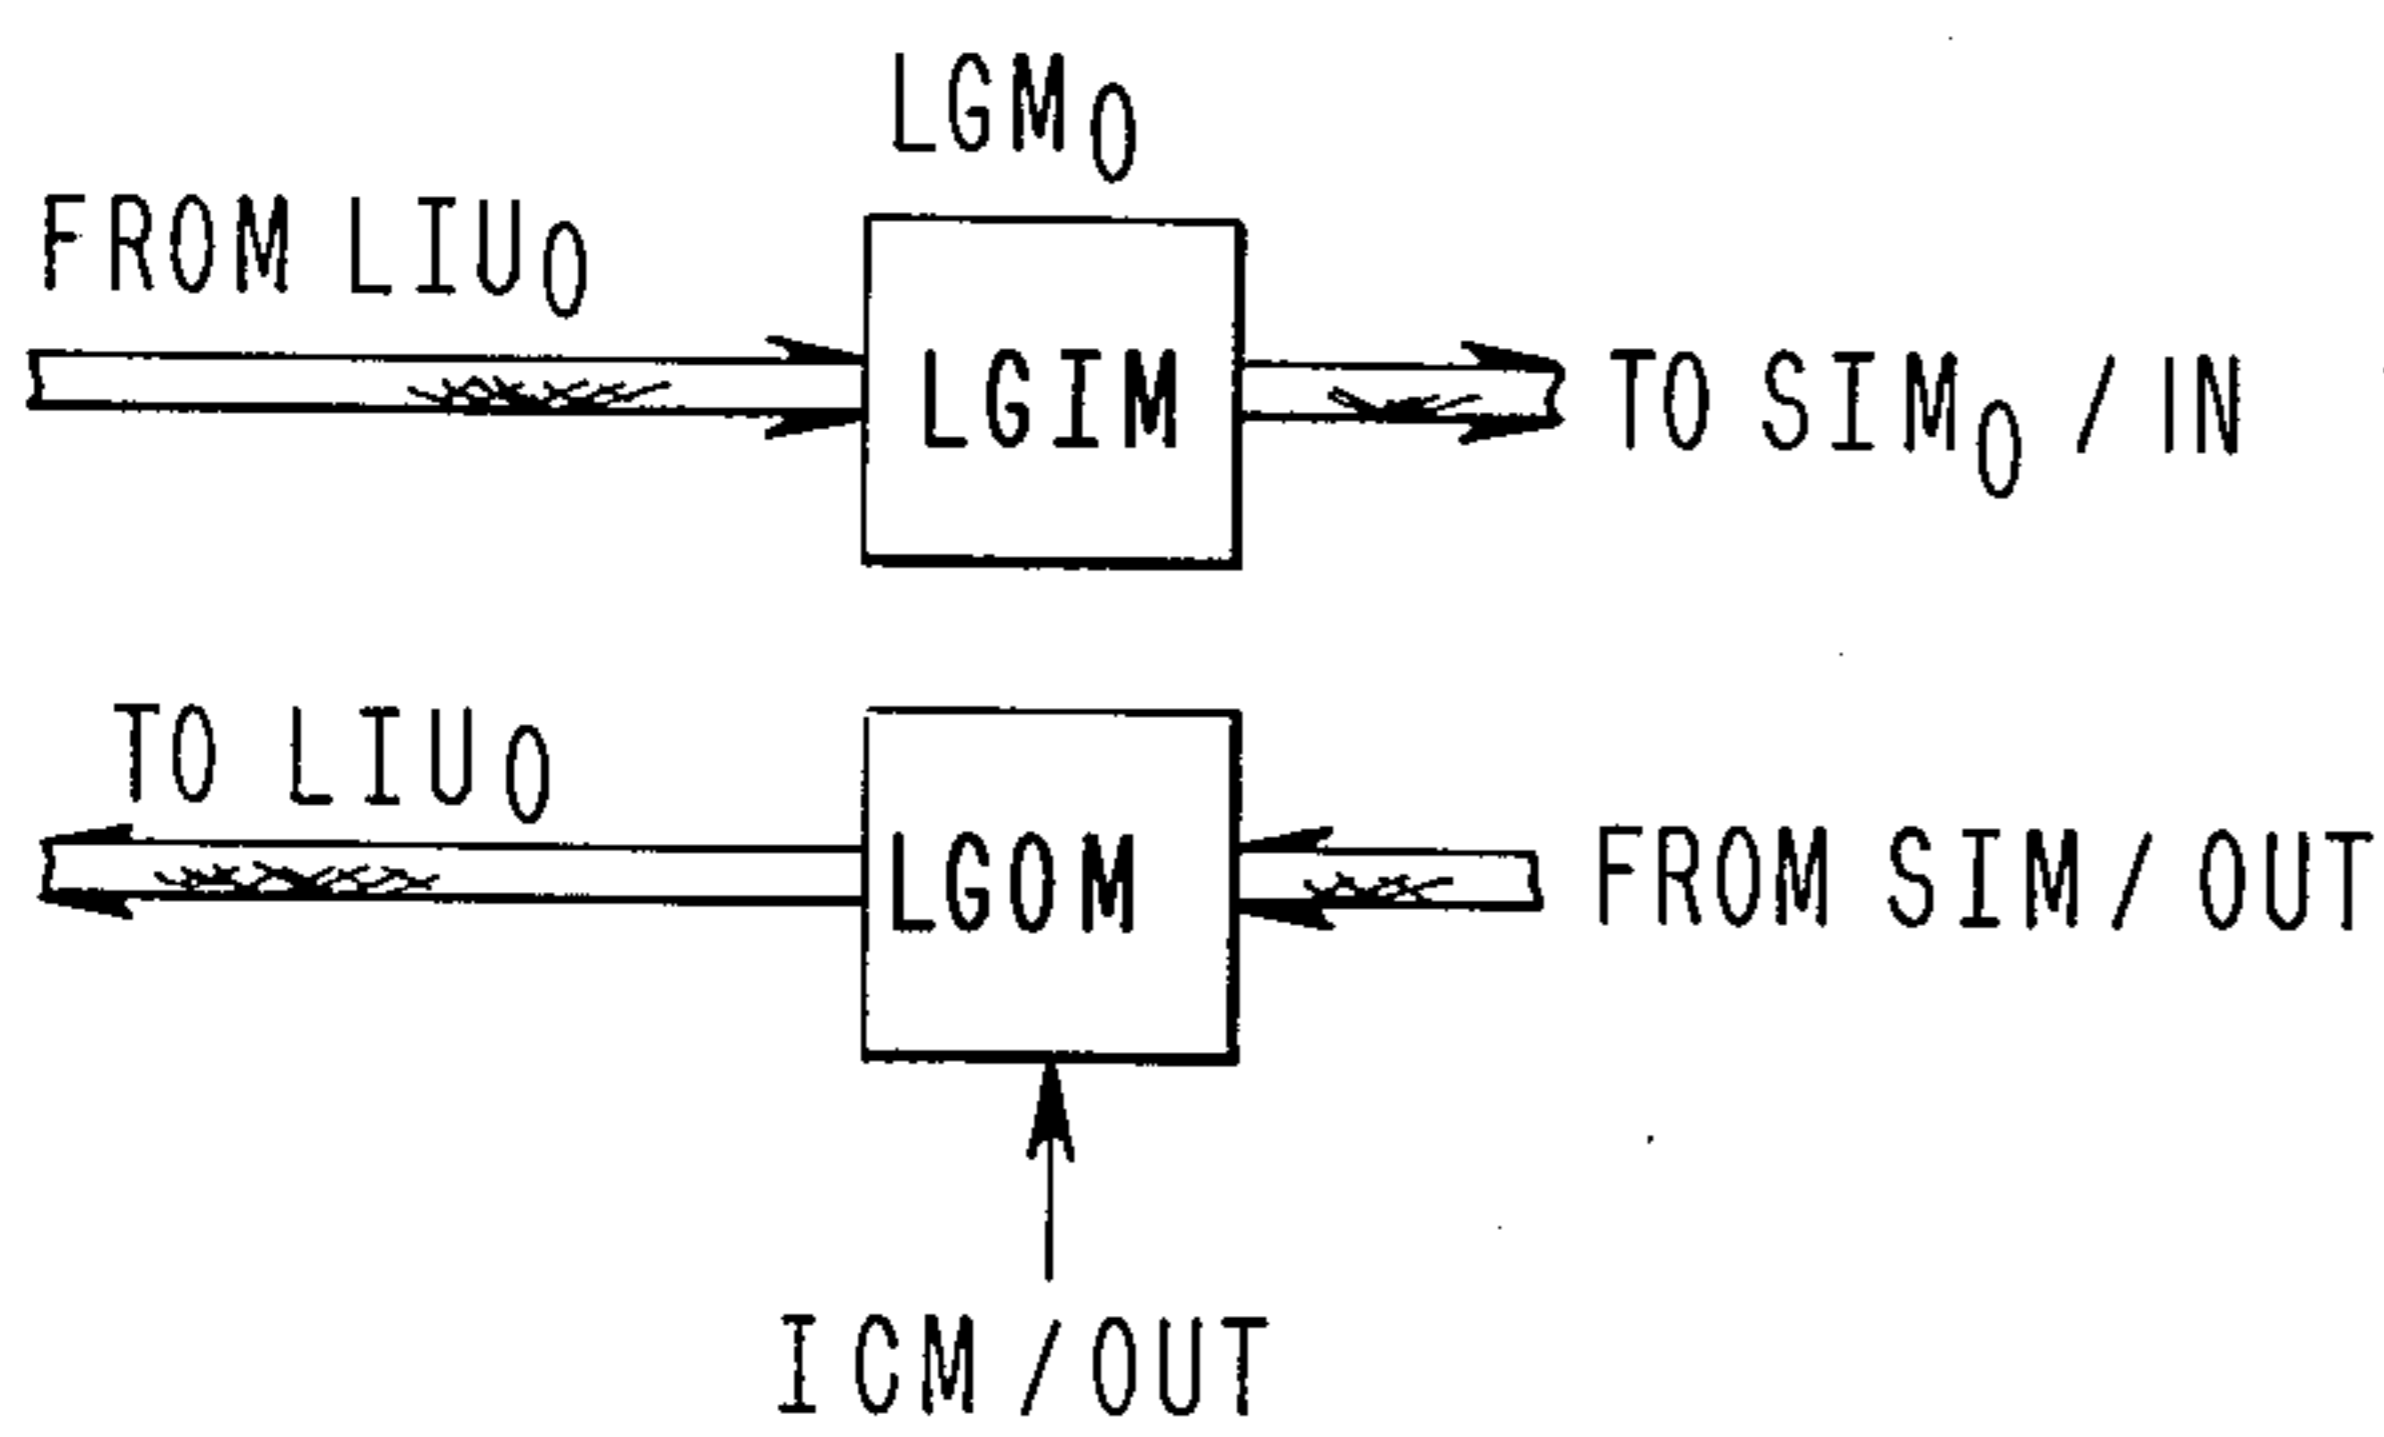 LGM₀
FROM LIU₀
LGIM
TO SIM₀/IN
TO LIU₀
LGOM
FROM SIM/OUT
ICM/OUT